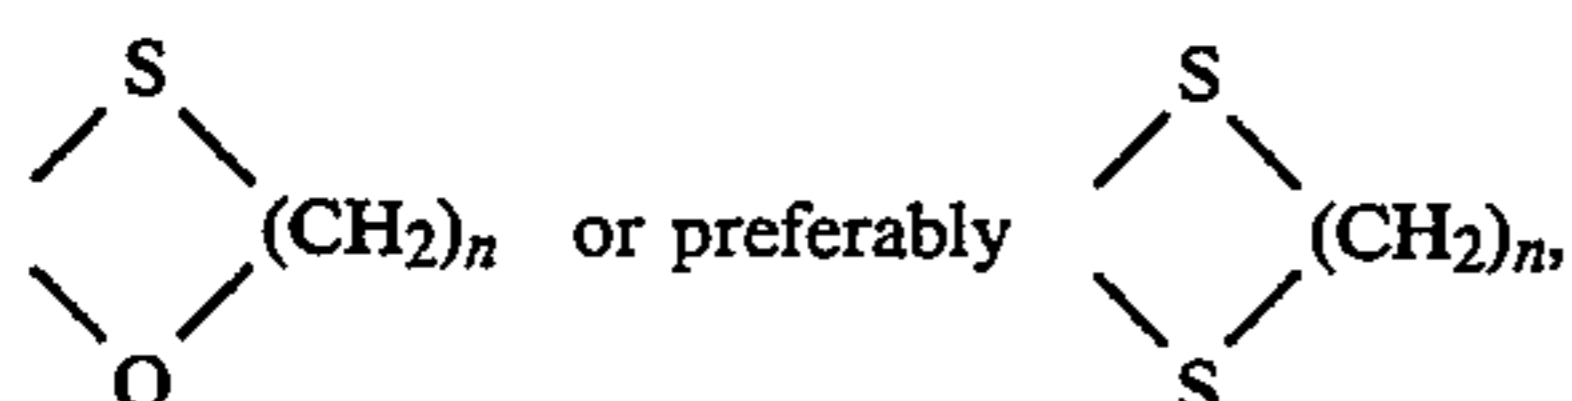 S S
(CH2)n or preferably (CH2)n,
O S